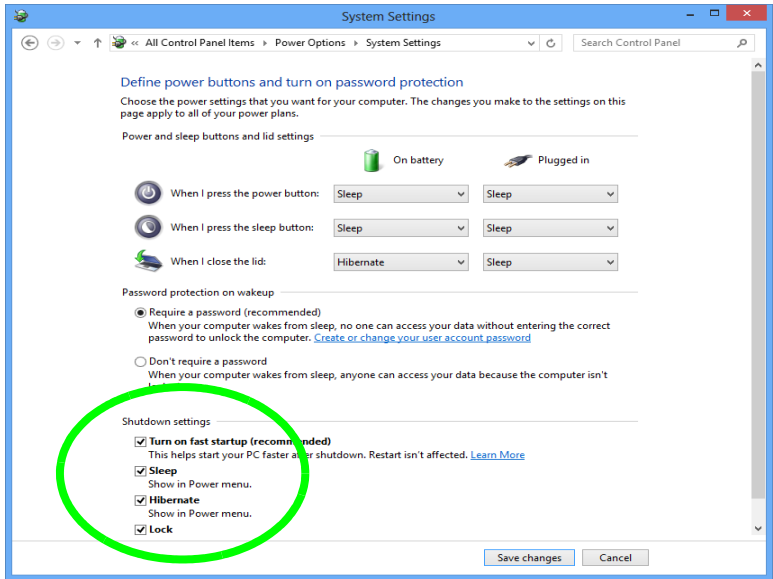 System Settings
« All Control Panel Items › Power Options › System Settings
Search Control Panel
Define power buttons and turn on password protection
Choose the power settings that you want for your computer. The changes you make to the settings on this
page apply to all of your power plans.
Power and sleep buttons and lid settings
On battery Plugged in
When I press the power button: Sleep Sleep
When I press the sleep button: Sleep Sleep
When I close the lid: Hibernate Sleep
Password protection on wakeup
Require a password (recommended)
When your computer wakes from sleep, no one can access your data without entering the correct
password to unlock the computer. Create or change your user account password
Don't require a password
When your computer wakes from sleep, anyone can access your data because the computer isn't
Shutdown settings
Turn on fast startup (recommended)
This helps start your PC faster after shutdown. Restart isn't affected. Learn More
Sleep
Show in Power menu.
Hibernate
Show in Power menu.
Lock
Save changes Cancel